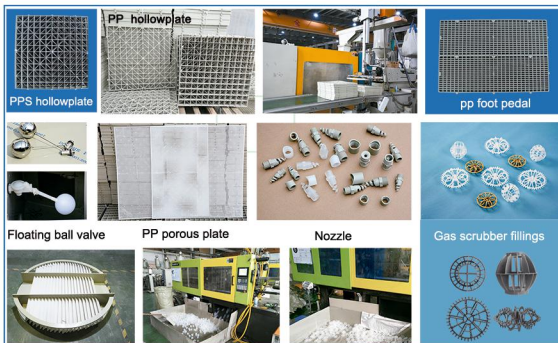 PP hollowplate
PPS hollowplate
pp foot pedal
Floating ball valve
PP porous plate
Nozzle
Gas scrubber fillings